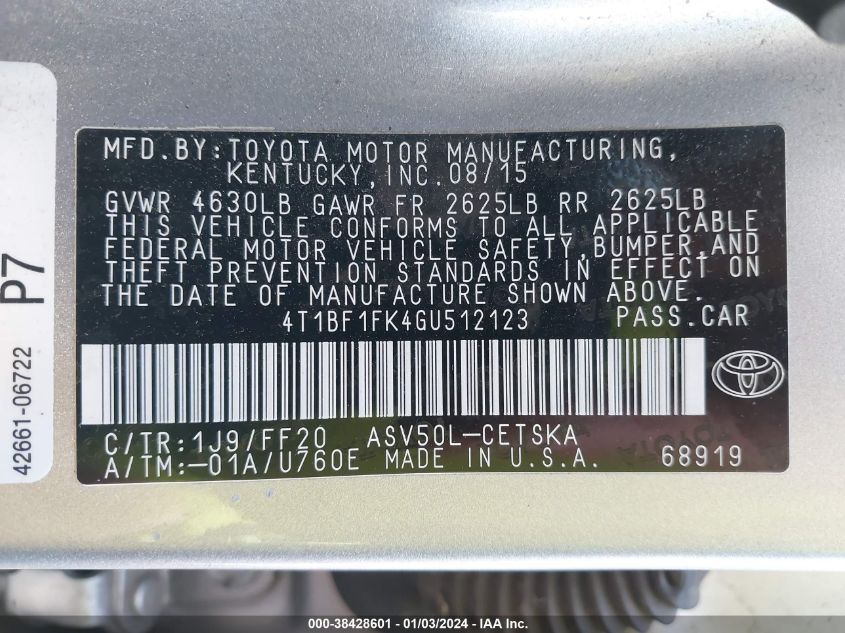 MFD.BY:TOYOTA MOTOR MANUFACTURING,
KENTUCKY,INC.08/15
GVWR 4630LB GAWR FR 2625LB RR 2625LB
THIS VEHICLE CONFORMS TO ALL APPLICABLE
FEDERAL MOTOR VEHICLE SAFETY,BUMPER,AND
THEFT PREVENTION STANDARDS IN EFFECT ON
THE DATE OF MANUFACTURE SHOWN ABOVE.
4T1BF1FK4GU512123 PASS.CAR
C/TR:1J9/FF20 ASV50L-CETSKA
A/TM:-01A/U760E MADE IN U.S.A. 68919
P7
42661-06722
000-38428601 - 01/03/2024 - IAA Inc.